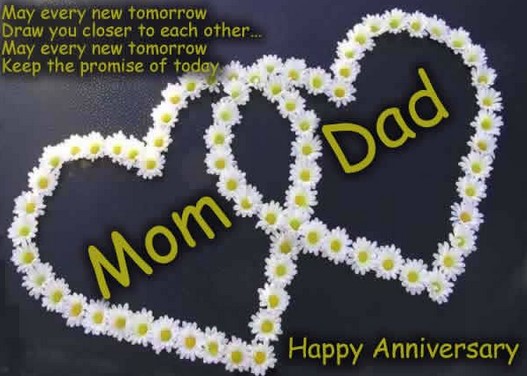 May every new tomorrow
Draw you closer to each other...
May every new tomorrow
Keep the promise of today
Mom
Dad
Happy Anniversary